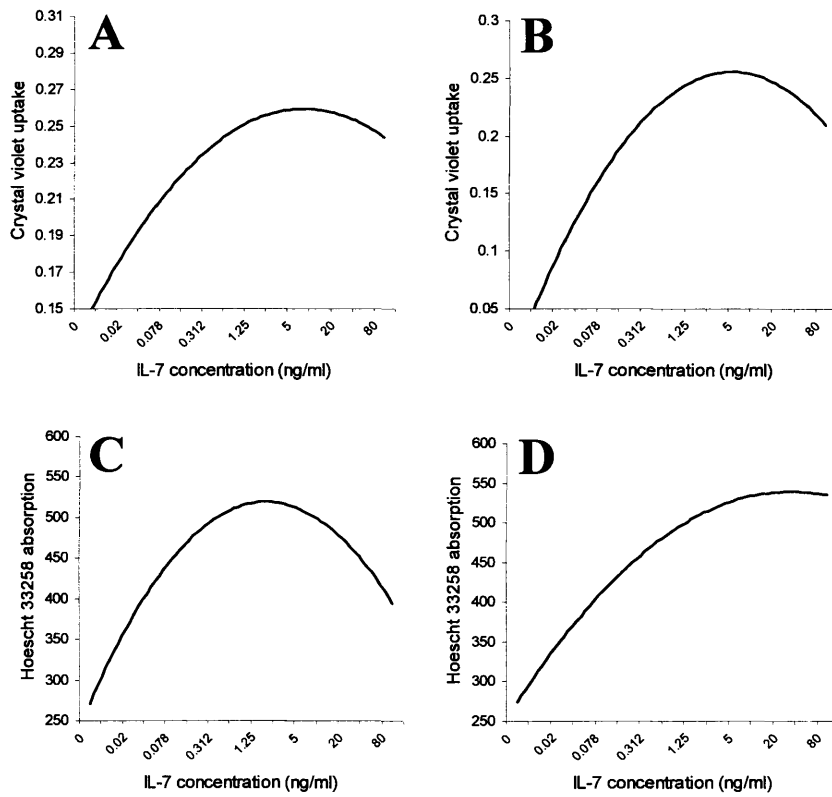 A
Crystal violet uptake
0.31
0.29
0.27
0.25
0.23
0.21
0.19
0.17
0.15
0 0.02 0.078 0.312 1.25 5 20 80
IL-7 concentration (ng/ml)
B
Crystal violet uptake
0.3
0.25
0.2
0.15
0.1
0.05
0 0.02 0.078 0.312 1.25 5 20 80
IL-7 concentration (ng/ml)
C
Hoescht 33258 absorption
600
550
500
450
400
350
300
250
0 0.02 0.078 0.312 1.25 5 20 80
IL-7 concentration (ng/ml)
D
Hoescht 33258 absorption
600
550
500
450
400
350
300
250
0 0.02 0.078 0.312 1.25 5 20 80
IL-7 concentration (ng/ml)